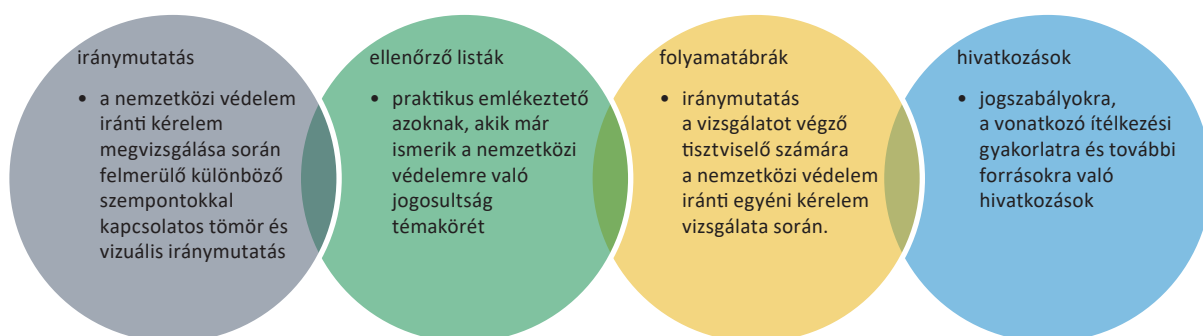 iránymutatás
• a nemzetközi védelem
iránti kérelem
megvizsgálása során
felmerülő különböző
szempontokkal
kapcsolatos tömör és
vizuális iránymutatás
ellenőrző listák
• praktikus emlékeztető
azoknak, akik már
ismerik a nemzetközi
védelemre való
jogosultság
témakörét
folyamatábrák
• iránymutatás
a vizsgálatot végző
tisztviselő számára
a nemzetközi védelem
iránti egyéni kérelem
vizsgálata során.
hivatkozások
• jogszabályokra,
a vonatkozó ítélkezési
gyakorlatra és további
forrásokra való
hivatkozások